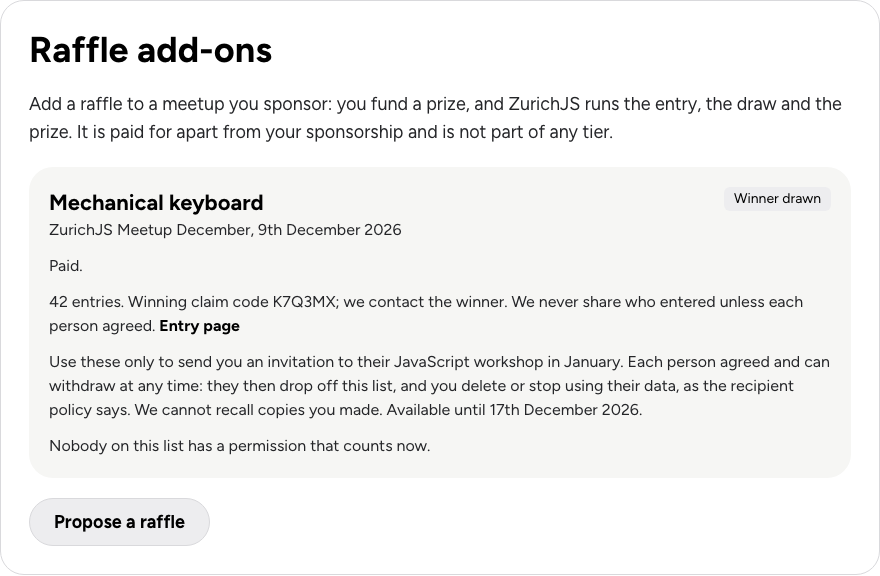 Raffle add-ons
Add a raffle to a meetup you sponsor: you fund a prize, and ZurichJS runs the entry, the draw and the
prize. It is paid for apart from your sponsorship and is not part of any tier.
Mechanical keyboard
Winner drawn
ZurichJS Meetup December, 9th December 2026
Paid.
42 entries. Winning claim code K7Q3MX; we contact the winner. We never share who entered unless each
person agreed. Entry page
Use these only to send you an invitation to their JavaScript workshop in January. Each person agreed and can
withdraw at any time: they then drop off this list, and you delete or stop using their data, as the recipient
policy says. We cannot recall copies you made. Available until 17th December 2026.
Nobody on this list has a permission that counts now.
Propose a raffle